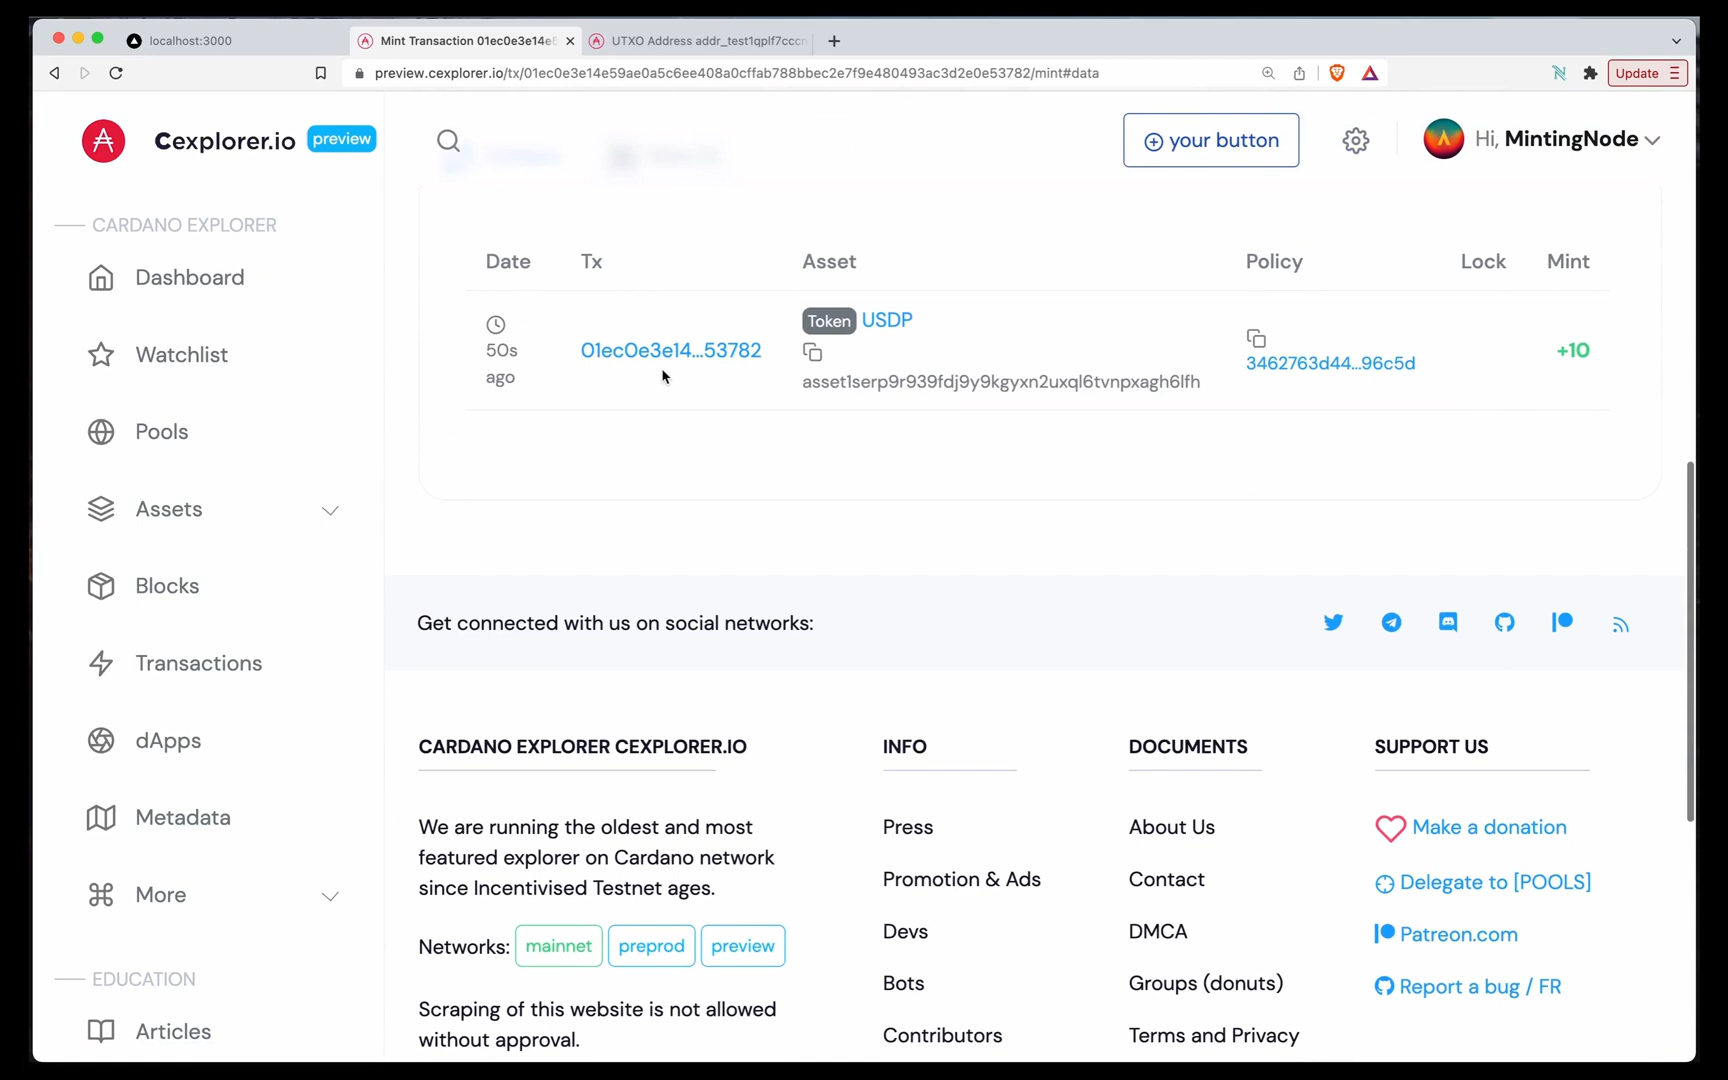 localhost:3000
Mint Transaction 01ec0e3e14e5
UTXO Address addr_test1qplf7cccn
preview.cexplorer.io/tx/01ec0e3e14e59ae0a5c6ee408a0cffab788bbec2e7f9e480493ac3d2e0e53782/mint#data
Update
Cexplorer.io preview
your button
Hi, MintingNode
CARDANO EXPLORER
Dashboard
Watchlist
Pools
Assets
Blocks
Transactions
dApps
Metadata
More
EDUCATION
Articles
Date Tx Asset Policy Lock Mint
50s
ago
01ec0e3e14...53782
Token USDP
asset1serp9r939fdj9y9kgyxn2uxql6tvnpxagh6lfh
3462763d44...96c5d
+10
Get connected with us on social networks:
CARDANO EXPLORER CEXPLORER.IO
We are running the oldest and most
featured explorer on Cardano network
since Incentivised Testnet ages.
Networks: mainnet preprod preview
Scraping of this website is not allowed
without approval.
INFO
Press
Promotion & Ads
Devs
Bots
Contributors
DOCUMENTS
About Us
Contact
DMCA
Groups (donuts)
Terms and Privacy
SUPPORT US
Make a donation
Delegate to [POOLS]
Patreon.com
Report a bug / FR